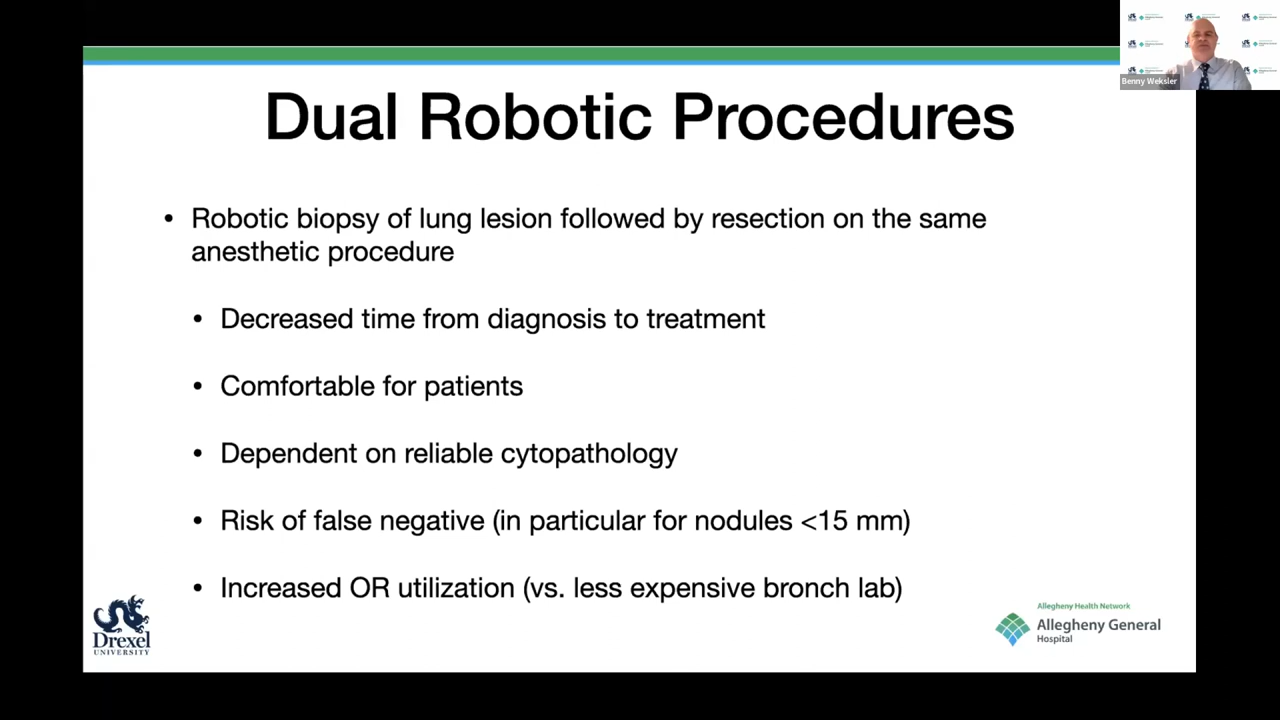 Dual Robotic Procedures
• Robotic biopsy of lung lesion followed by resection on the same
anesthetic procedure
• Decreased time from diagnosis to treatment
• Comfortable for patients
• Dependent on reliable cytopathology
• Risk of false negative (in particular for nodules <15 mm)
• Increased OR utilization (vs. less expensive bronch lab)
Drexel
UNIVERSITY
Allegheny Health Network
Allegheny General
Hospital
Benny Weksler